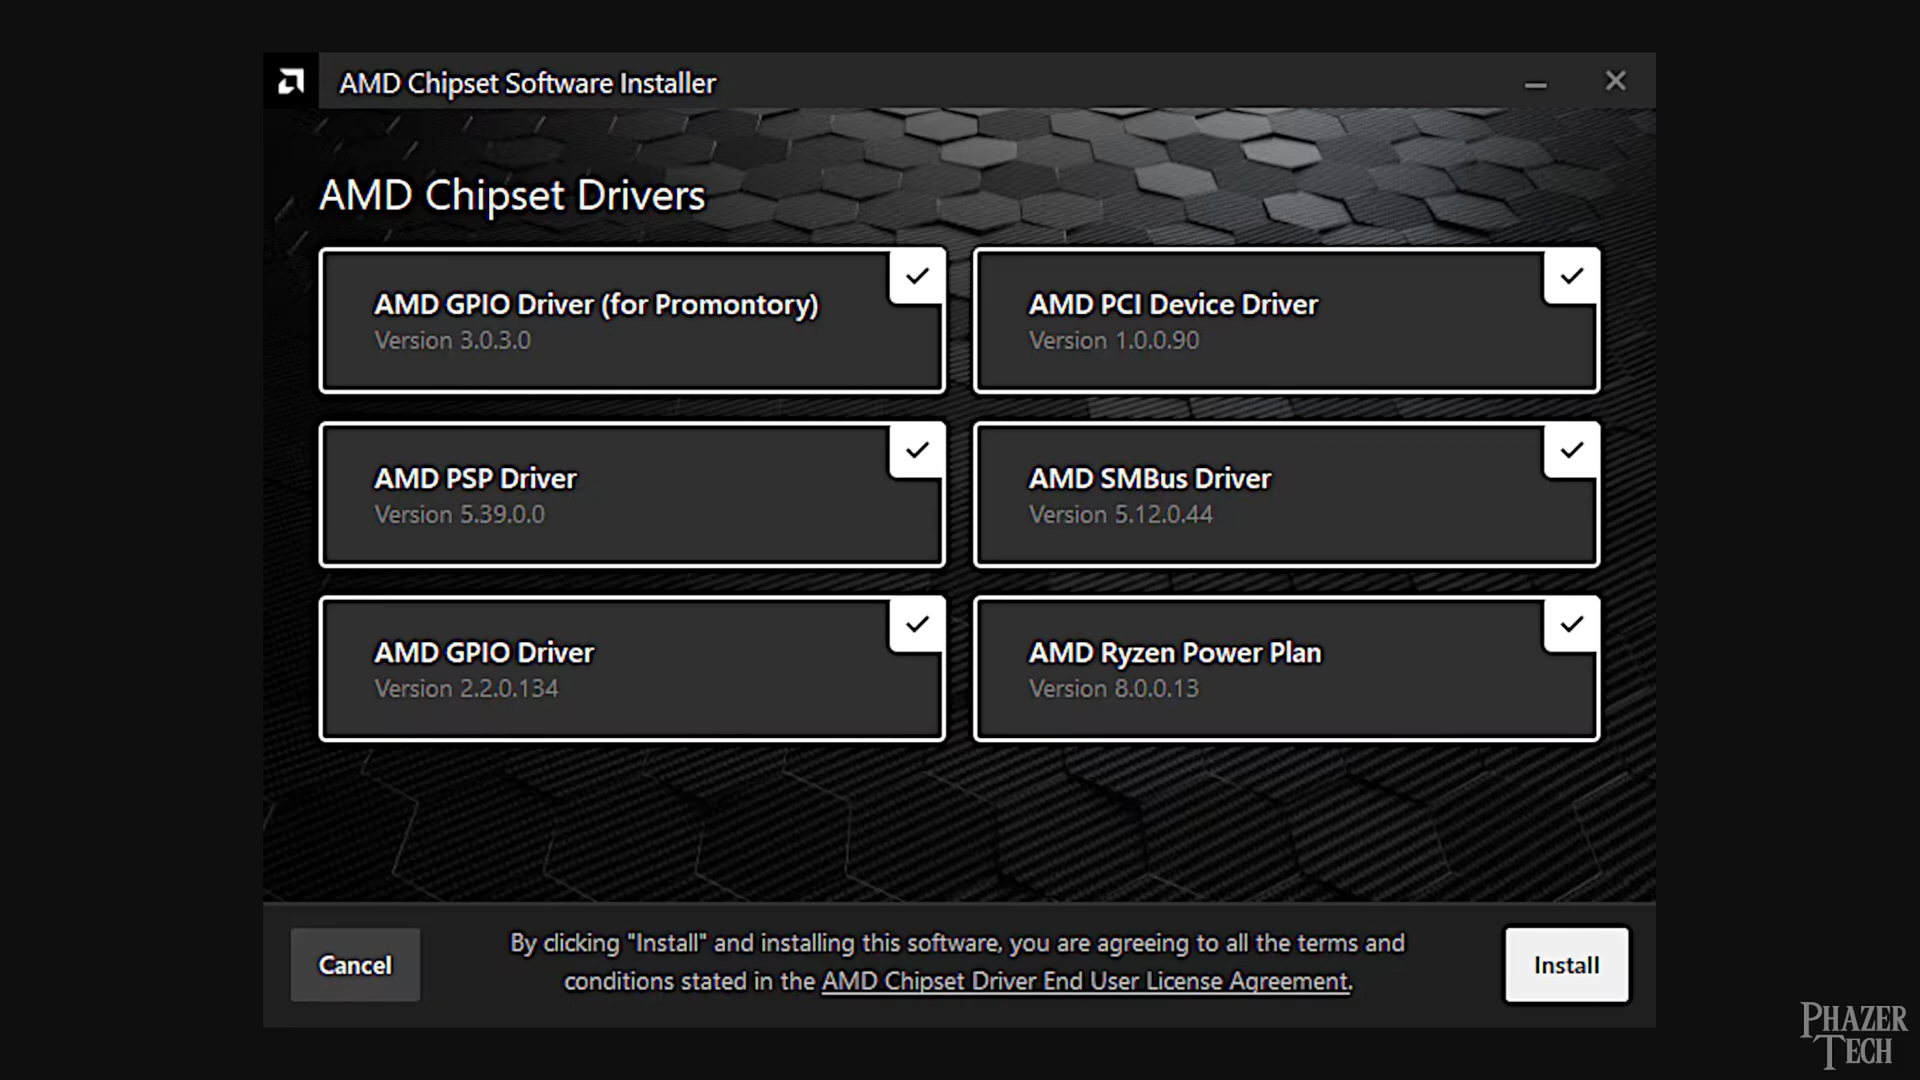 AMD Chipset Software Installer
AMD Chipset Drivers
AMD GPIO Driver (for Promontory)
Version 3.0.3.0
AMD PCI Device Driver
Version 1.0.0.90
AMD PSP Driver
Version 5.39.0.0
AMD SMBus Driver
Version 5.12.0.44
AMD GPIO Driver
Version 2.2.0.134
AMD Ryzen Power Plan
Version 8.0.0.13
Cancel
By clicking "Install" and installing this software, you are agreeing to all the terms and
conditions stated in the AMD Chipset Driver End User License Agreement.
Install
PHAZER
TECH